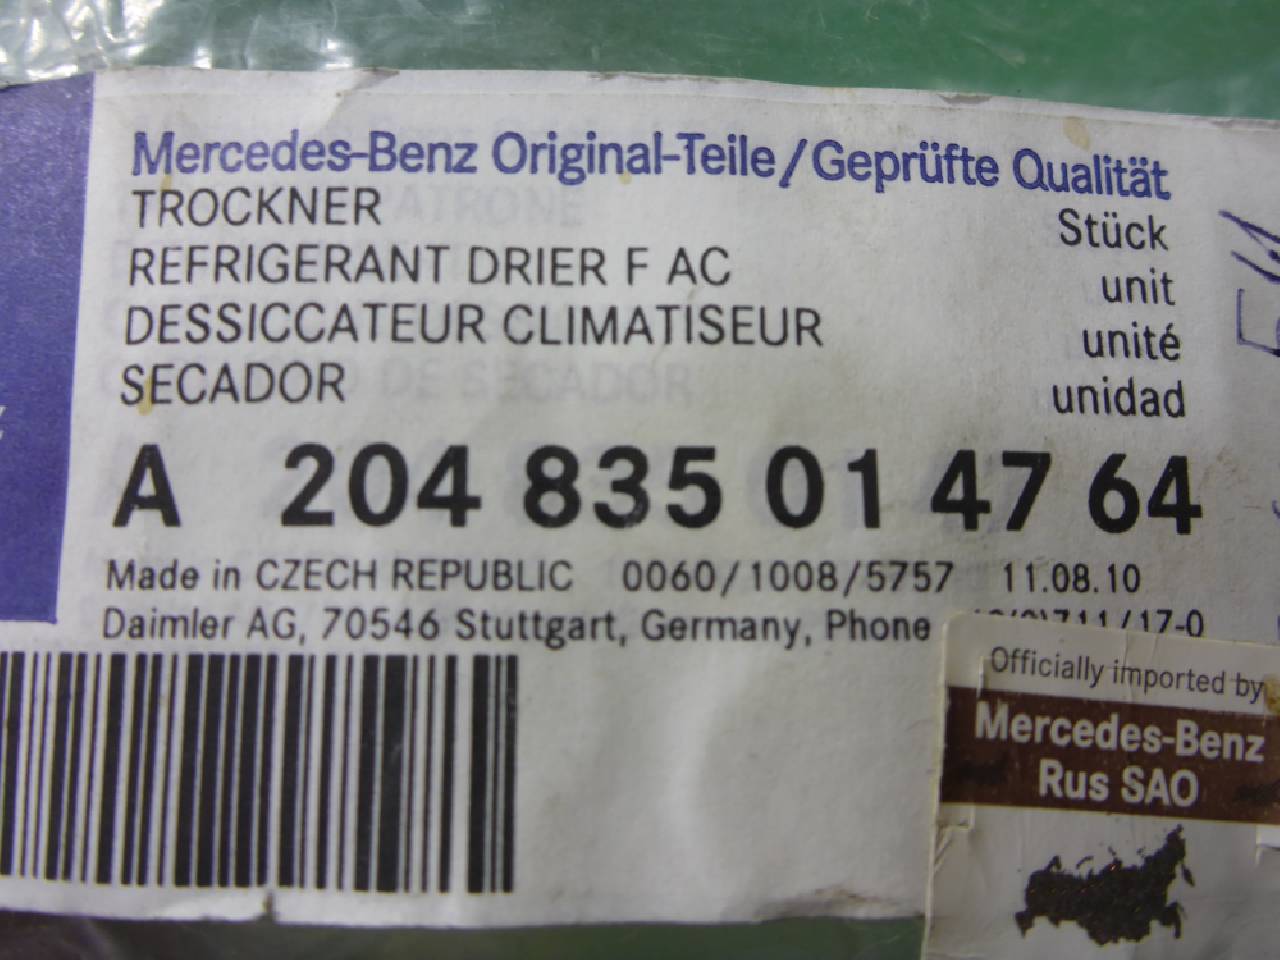 Mercedes-Benz Original-Teile/Geprüfte Qualität
TROCKNER Stück
REFRIGERANT DRIER F AC unit
DESSICCATEUR CLIMATISEUR unité
SECADOR unidad
A 204 835 01 47 64
Made in CZECH REPUBLIC 0060/1008/5757 11.08.10
Daimler AG, 70546 Stuttgart, Germany, Phone
Officially imported by
Mercedes-Benz
Rus SAO